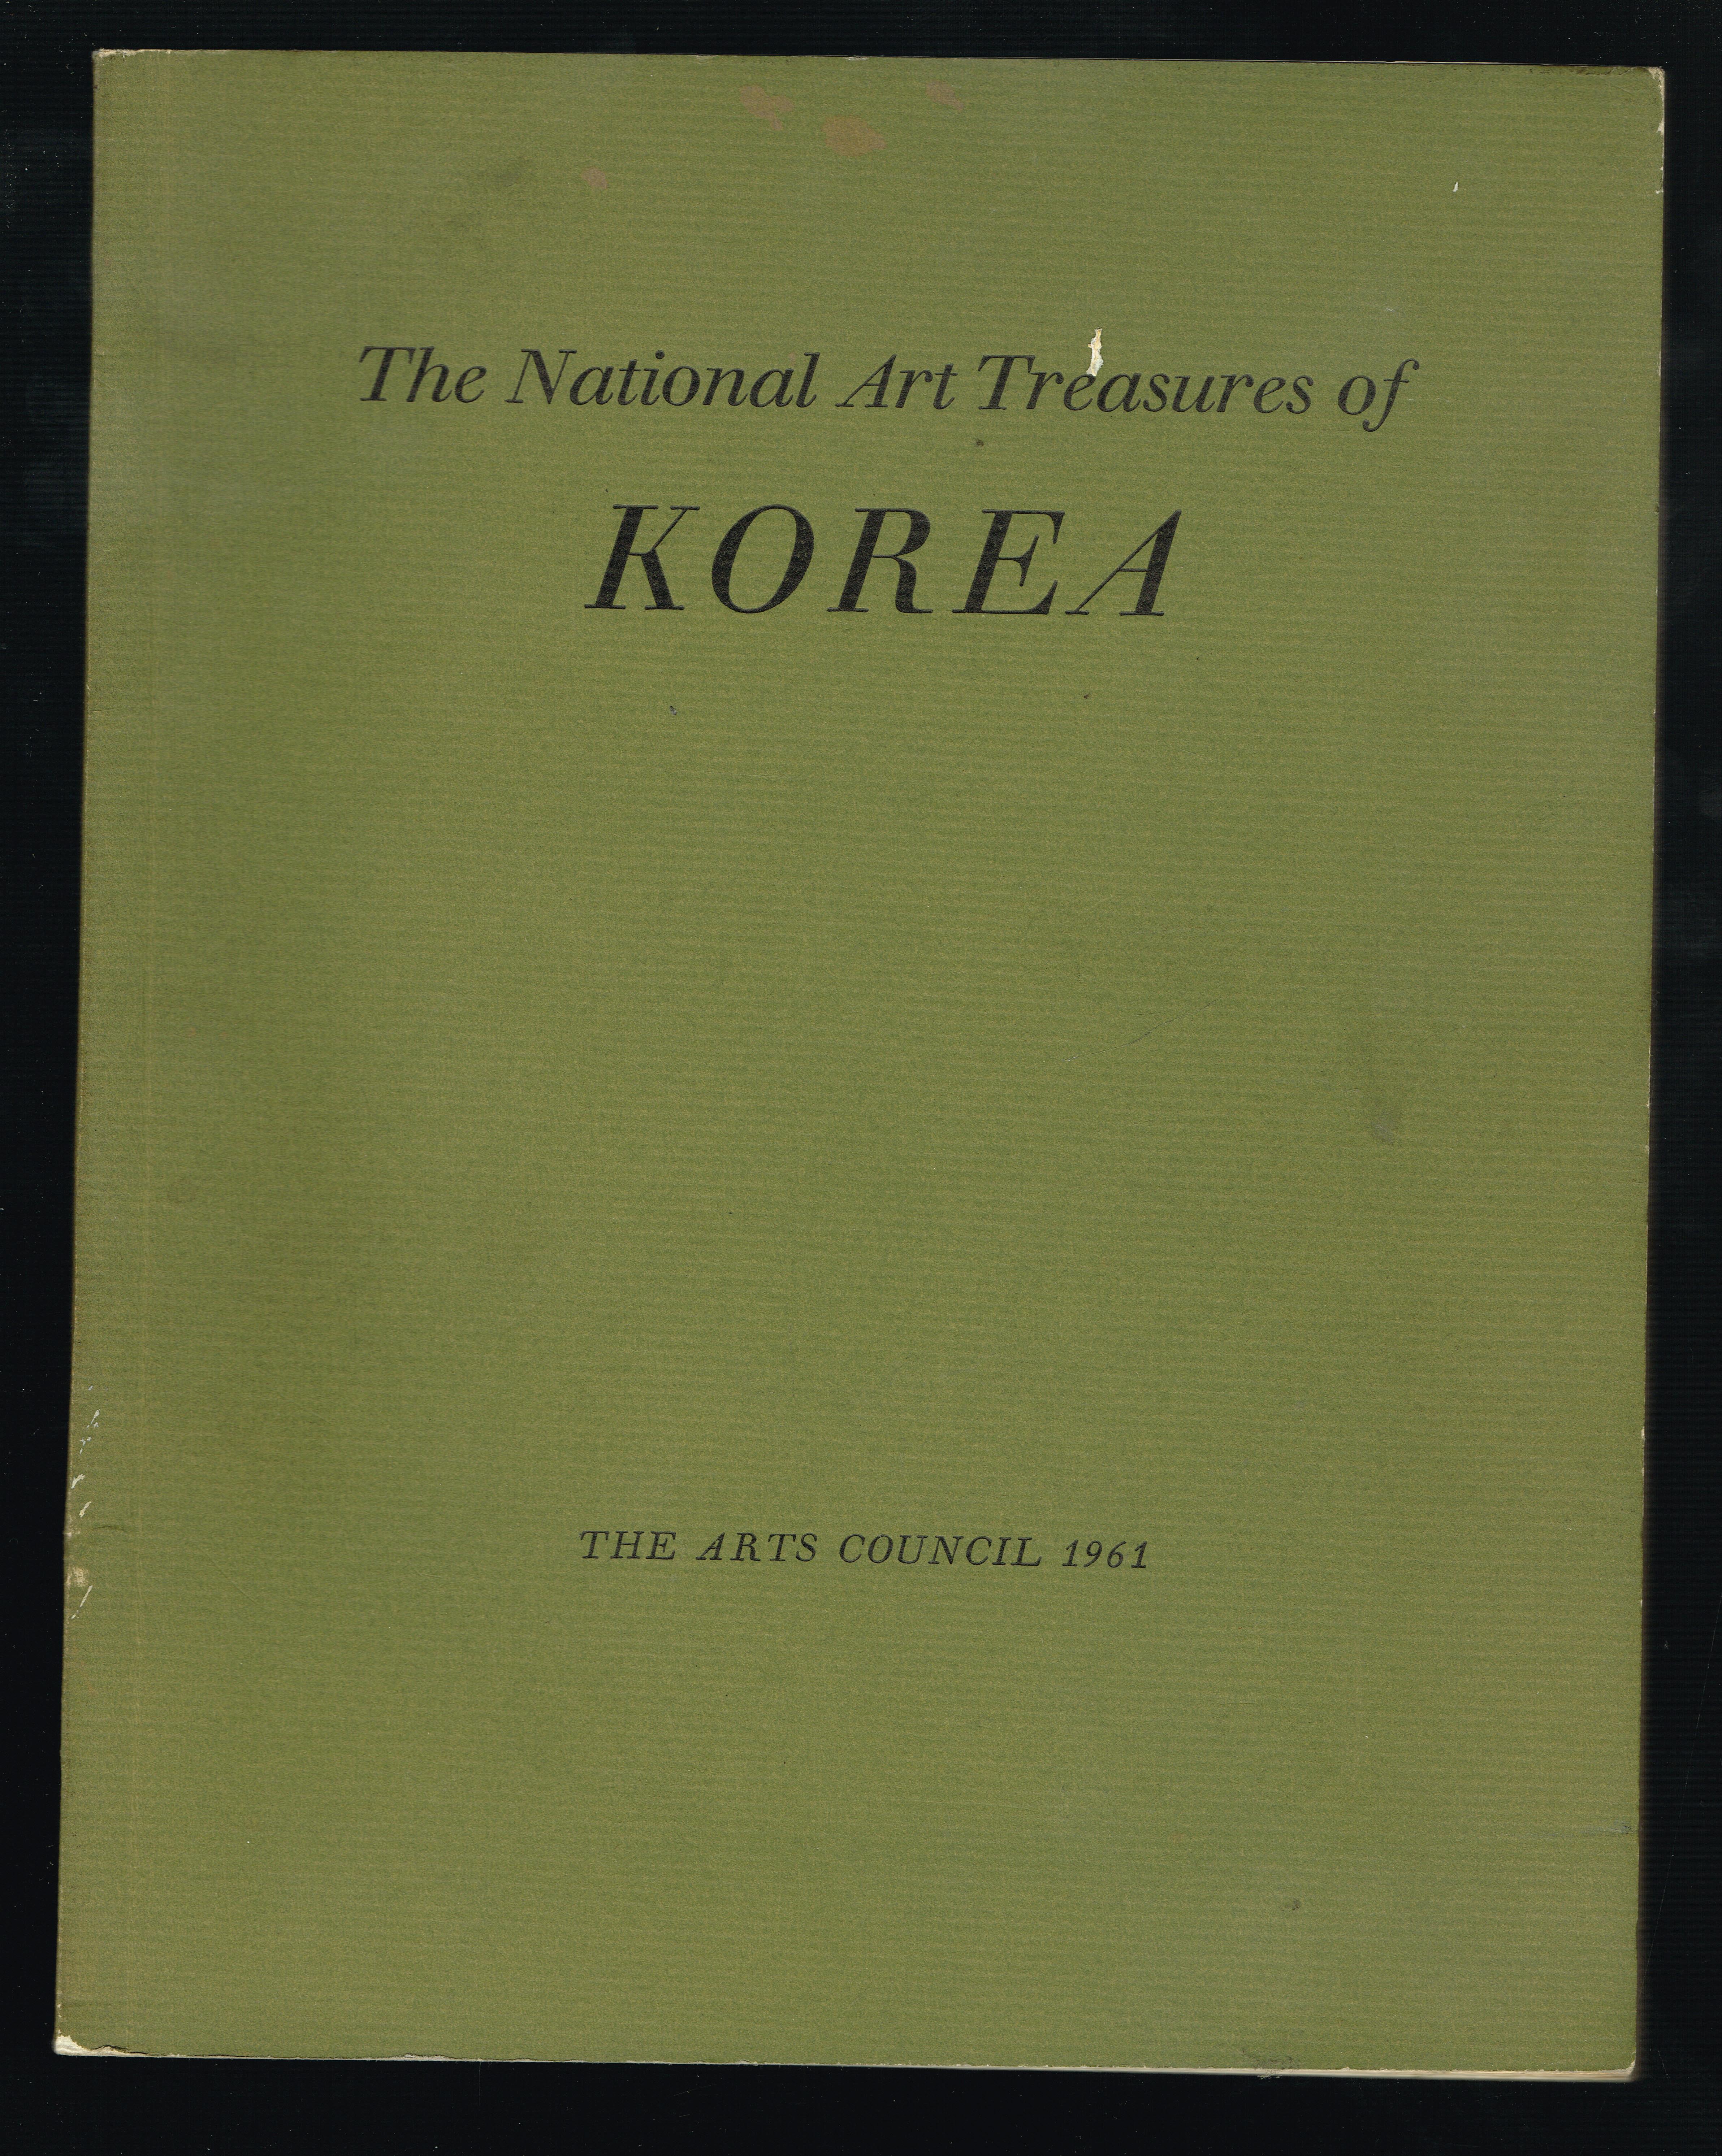 The National Art Treasures of
KOREA
THE ARTS COUNCIL 1961